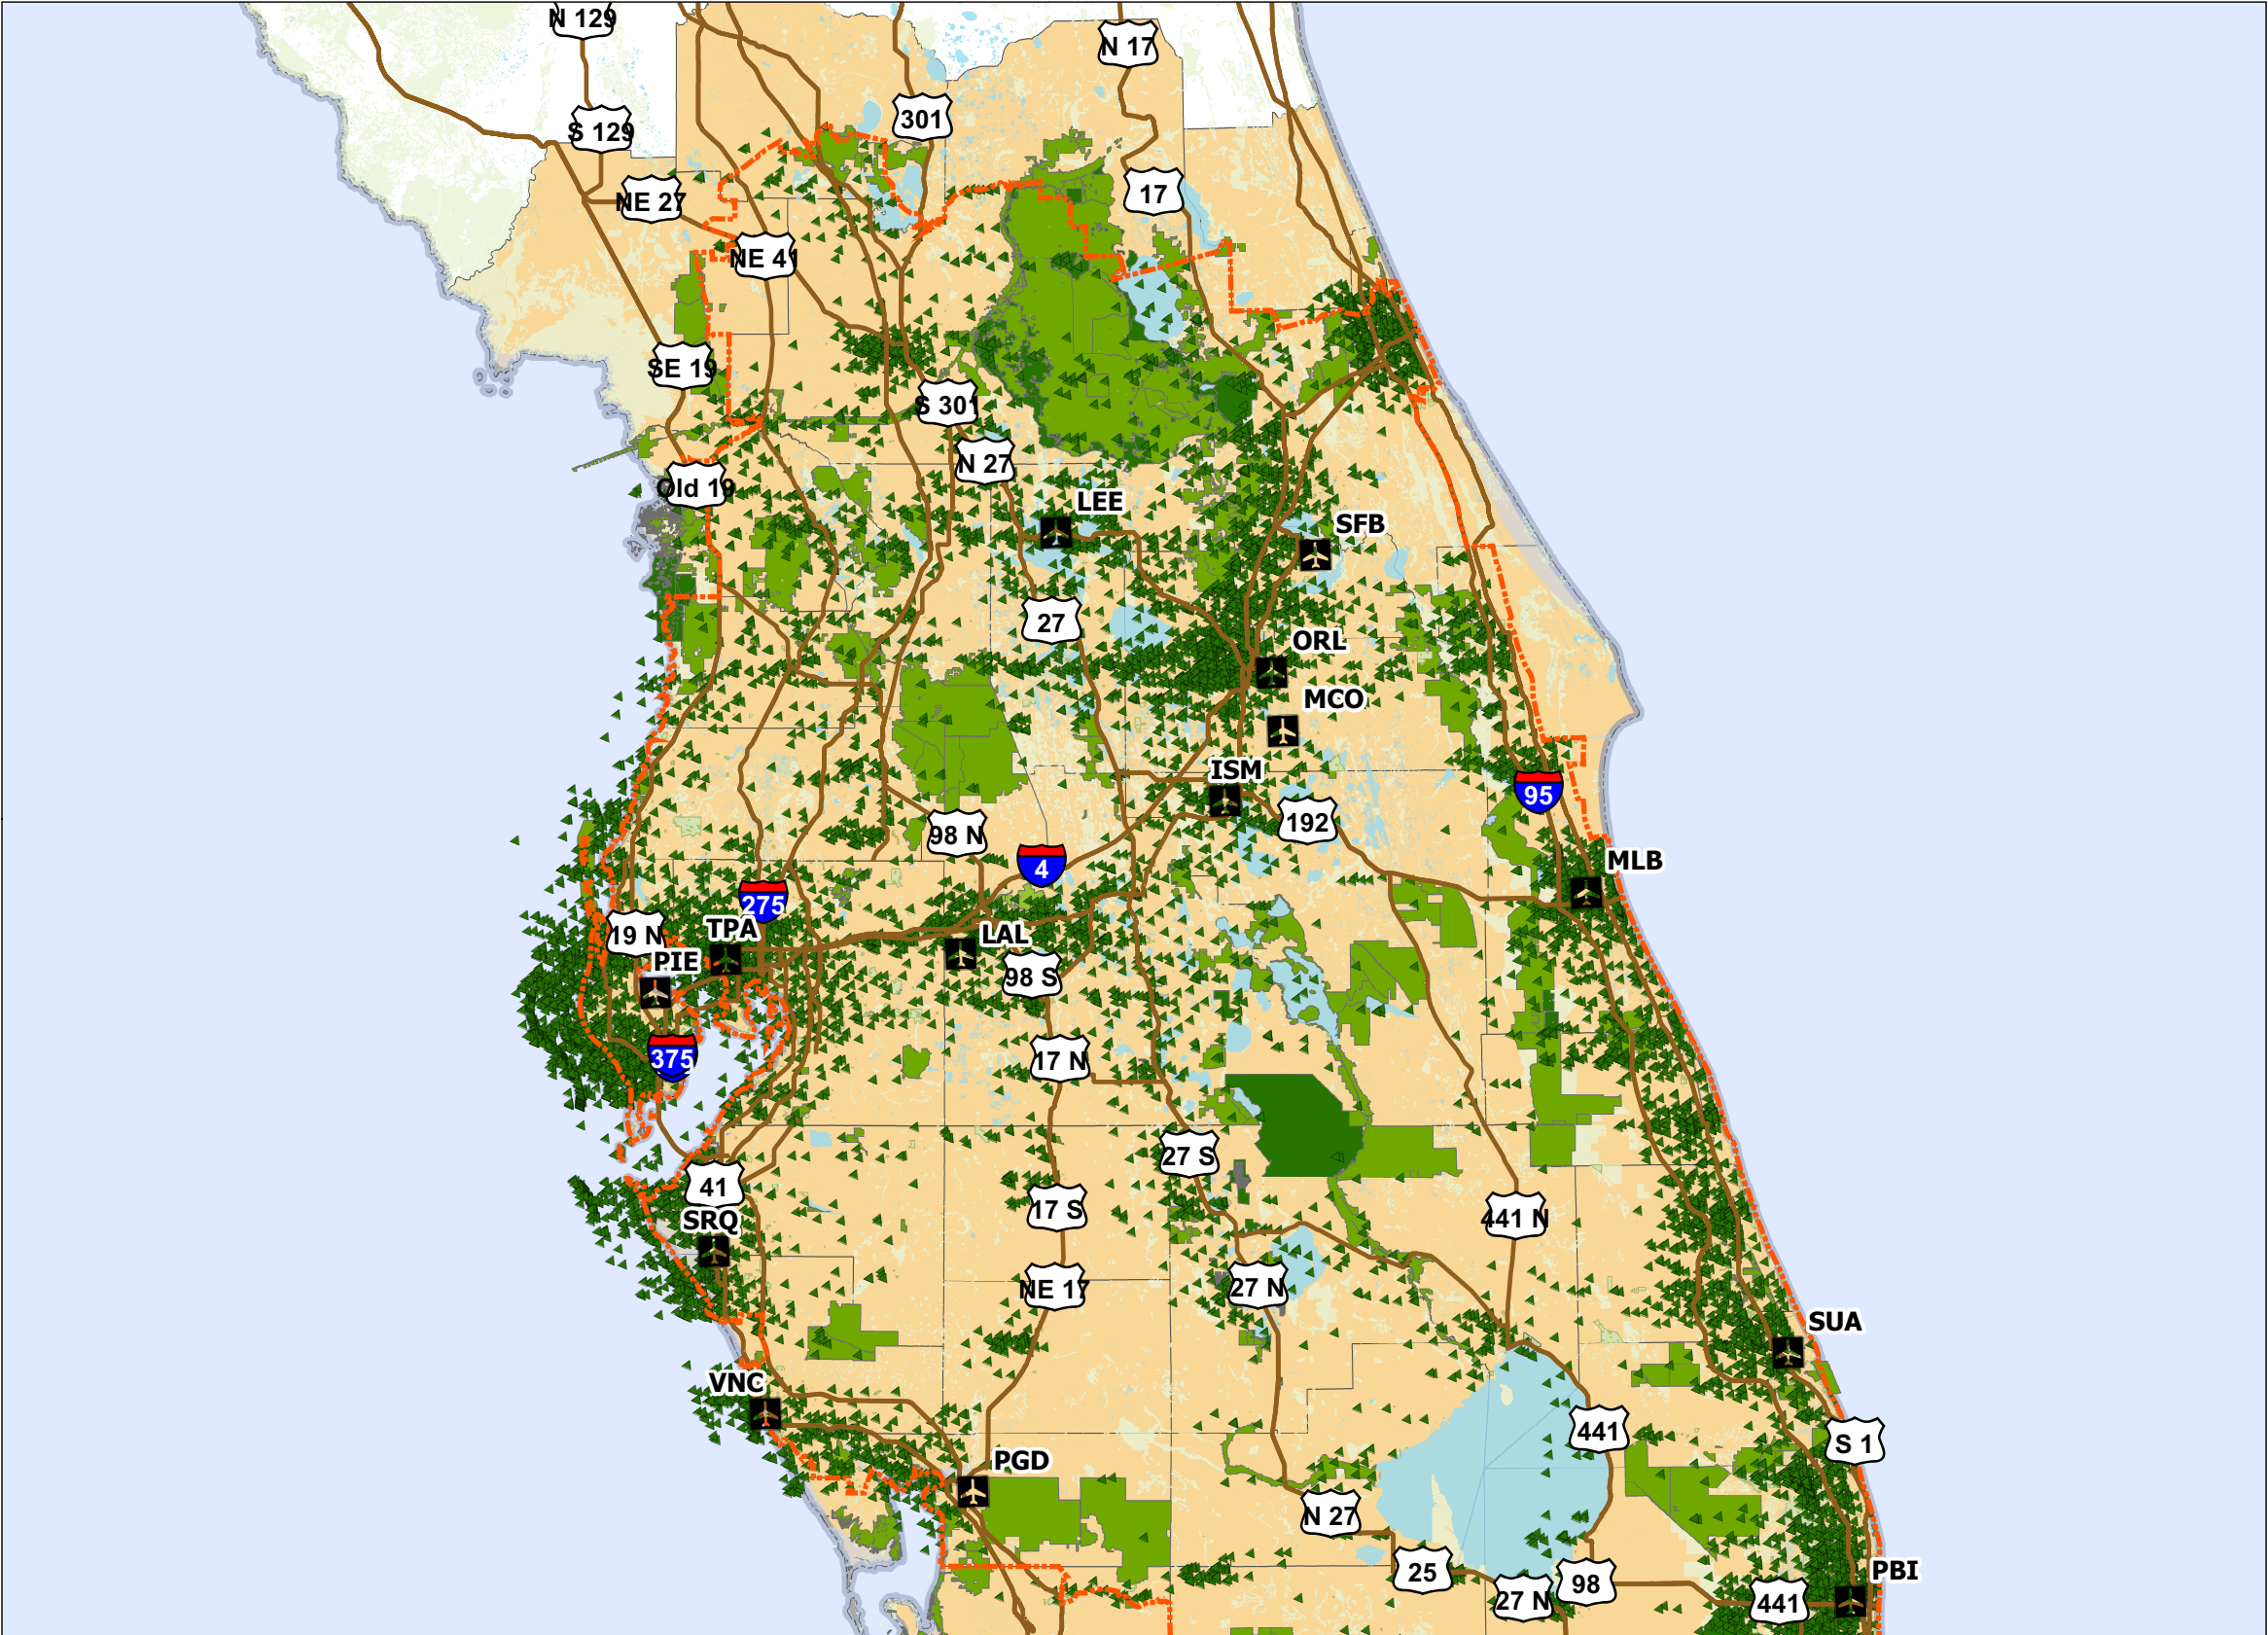 N 129
N 17
301
S 129
17
NE 27
NE 41
SE 19
S 301
N 27
Old 19
LEE
SFB
27
ORL
MCO
ISM
95
192
98 N
4
MLB
275
19 N
TPA
LAL
PIE
98 S
375
17 N
27 S
41
17 S
441 N
SRQ
27 N
NE 17
SUA
VNC
441
S 1
PGD
N 27
25
98
PBI
27 N
441